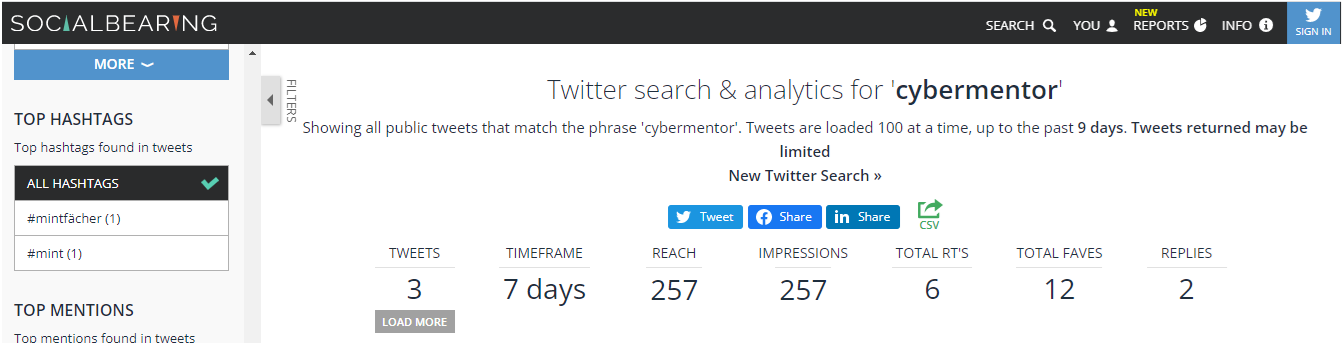 SOCIALBEARING
SEARCH
YOU
NEW
REPORTS
INFO
SIGN IN
MORE
TOP HASHTAGS
Top hashtags found in tweets
ALL HASHTAGS
#mintfächer (1)
#mint (1)
TOP MENTIONS
Top mentions found in tweets
FILTERS
Twitter search & analytics for 'cybermentor'
Showing all public tweets that match the phrase 'cybermentor'. Tweets are loaded 100 at a time, up to the past 9 days. Tweets returned may be
limited
New Twitter Search »
Tweet
Share
Share
CSV
TWEETS TIMEFRAME REACH IMPRESSIONS TOTAL RT'S TOTAL FAVES REPLIES
3 7 days 257 257 6 12 2
LOAD MORE